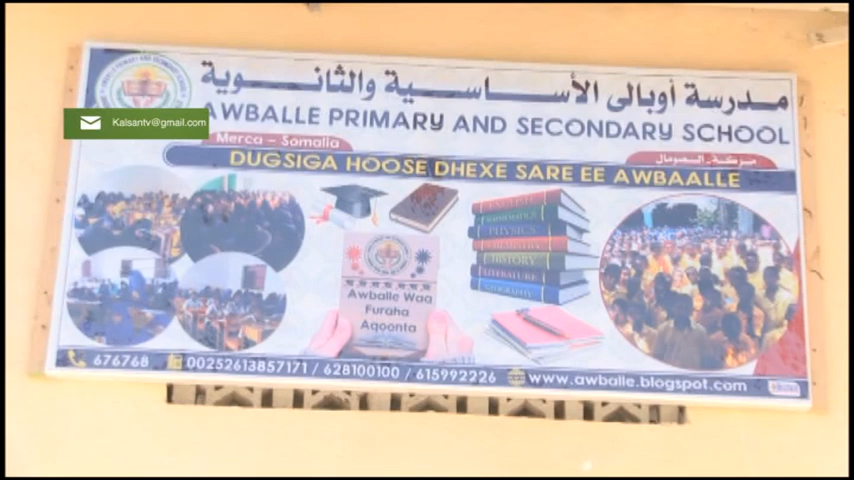 مدرسة أوبالى الأساسية والثانوية
AWBALLE PRIMARY AND SECONDARY SCHOOL
Kalsantv@gmail.com
Merca - Somalia
مركة - الصومال
DUGSIGA HOOSE DHEXE SARE EE AWBAALLE
PHYSICS
HISTORY
LITERATURE
Awballe Waa
Furaha
Aqoonta
676768
00252613857171 / 628100100 / 615992226
www.awballe.blogspot.com